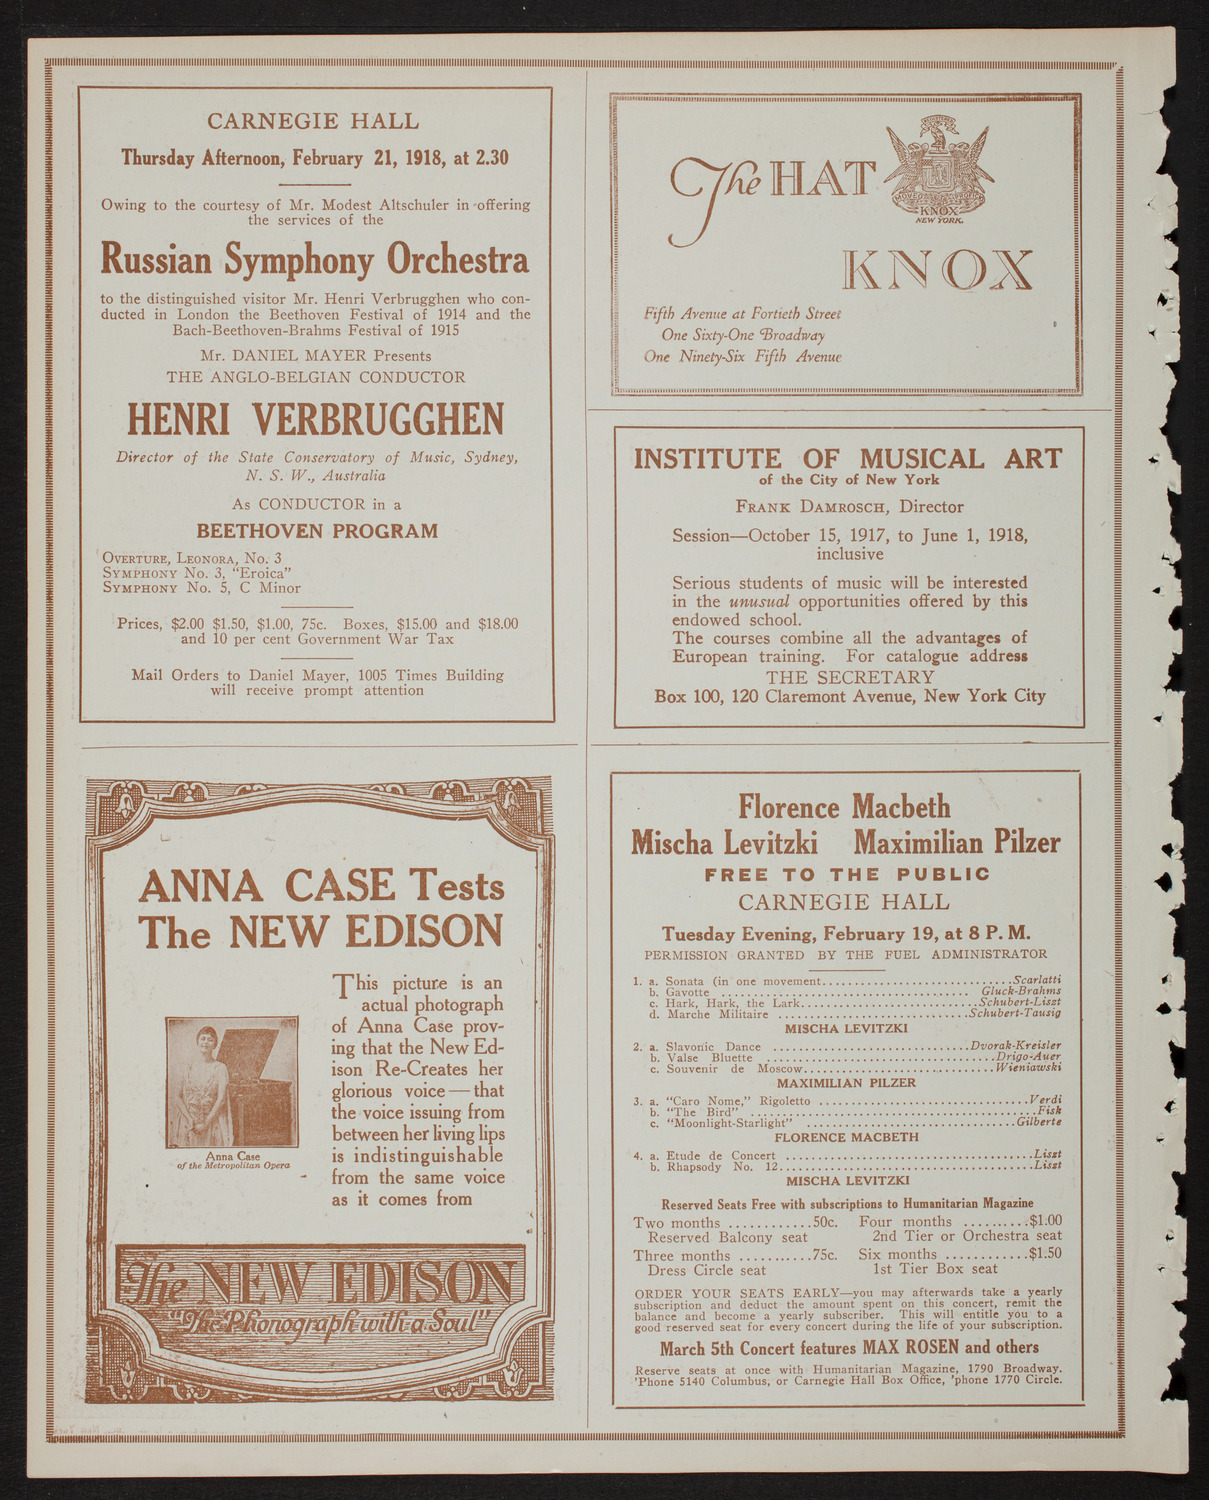 CARNEGIE HALL
Thursday Afternoon, February 21, 1918, at 2.30
Owing to the courtesy of Mr. Modest Altschuler in offering
the services of the
Russian Symphony Orchestra
to the distinguished visitor Mr. Henri Verbrugghen who con-
ducted in London the Beethoven Festival of 1914 and the
Bach-Beethoven-Brahms Festival of 1915
Mr. DANIEL MAYER Presents
THE ANGLO-BELGIAN CONDUCTOR
HENRI VERBRUGGHEN
Director of the State Conservatory of Music, Sydney,
N. S. W., Australia
As CONDUCTOR in a
BEETHOVEN PROGRAM
OVERTURE, LEONORA, No. 3
SYMPHONY No. 3, "Eroica"
SYMPHONY No. 5, C Minor
Prices, $2.00 $1.50, $1.00, 75c. Boxes, $15.00 and $18.00
and 10 per cent Government War Tax
Mail Orders to Daniel Mayer, 1005 Times Building
will receive prompt attention
The HAT
KNOX
NEW YORK.
KNOX
Fifth Avenue at Fortieth Street
One Sixty-One Broadway
One Ninety-Six Fifth Avenue
INSTITUTE OF MUSICAL ART
of the City of New York
FRANK DAMROSCH, Director
Session—October 15, 1917, to June 1, 1918,
inclusive
Serious students of music will be interested
in the unusual opportunities offered by this
endowed school.
The courses combine all the advantages of
European training. For catalogue address
THE SECRETARY
Box 100, 120 Claremont Avenue, New York City
ANNA CASE Tests
The NEW EDISON
This picture is an
actual photograph
of Anna Case prov-
ing that the New Ed-
ison Re-Creates her
glorious voice—that
the voice issuing from
between her living lips
is indistinguishable
from the same voice
as it comes from
Anna Case
of the Metropolitan Opera
The NEW EDISON
"The Phonograph with a Soul"
Florence Macbeth
Mischa Levitzki Maximilian Pilzer
FREE TO THE PUBLIC
CARNEGIE HALL
Tuesday Evening, February 19, at 8 P. M.
PERMISSION GRANTED BY THE FUEL ADMINISTRATOR
1. a. Sonata (in one movement..............................Scarlatti
b. Gavotte ....................................... Gluck-Brahms
c. Hark, Hark, the Lark............................Schubert-Liszt
d. Marche Militaire ..............................Schubert-Tausig
MISCHA LEVITZKI
2. a. Slavonic Dance ...............................Dvorak-Kreisler
b. Valse Bluette ....................................Drigo-Auer
c. Souvenir de Moscow..............................Wieniawski
MAXIMILIAN PILZER
3. a. "Caro Nome," Rigoletto .................................Verdi
b. "The Bird" .............................................Fisk
c. "Moonlight-Starlight" .................................Gilberte
FLORENCE MACBETH
4. a. Etude de Concert .......................................Liszt
b. Rhapsody No. 12........................................Liszt
MISCHA LEVITZKI
Reserved Seats Free with subscriptions to Humanitarian Magazine
Two months ............50c. Four months ..........$1.00
Reserved Balcony seat 2nd Tier or Orchestra seat
Three months ...........75c. Six months ............$1.50
Dress Circle seat 1st Tier Box seat
ORDER YOUR SEATS EARLY—you may afterwards take a yearly
subscription and deduct the amount spent on this concert, remit the
balance and become a yearly subscriber. This will entitle you to a
good reserved seat for every concert during the life of your subscription.
March 5th Concert features MAX ROSEN and others
Reserve seats at once with Humanitarian Magazine, 1790 Broadway.
'Phone 5140 Columbus, or Carnegie Hall Box Office, 'phone 1770 Circle.